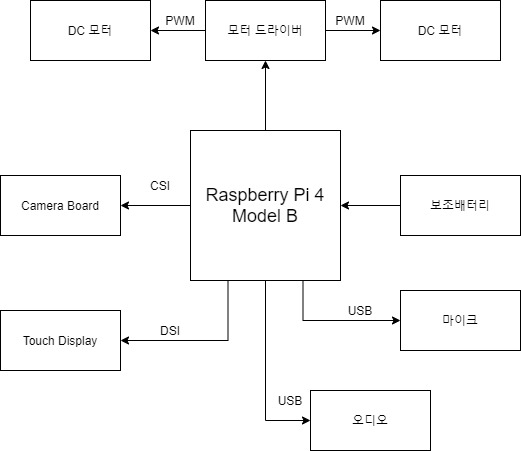 DC 모터
PWM
모터 드라이버
PWM
DC 모터
Raspberry Pi 4
Model B
CSI
Camera Board
보조배터리
USB
마이크
DSI
Touch Display
USB
오디오